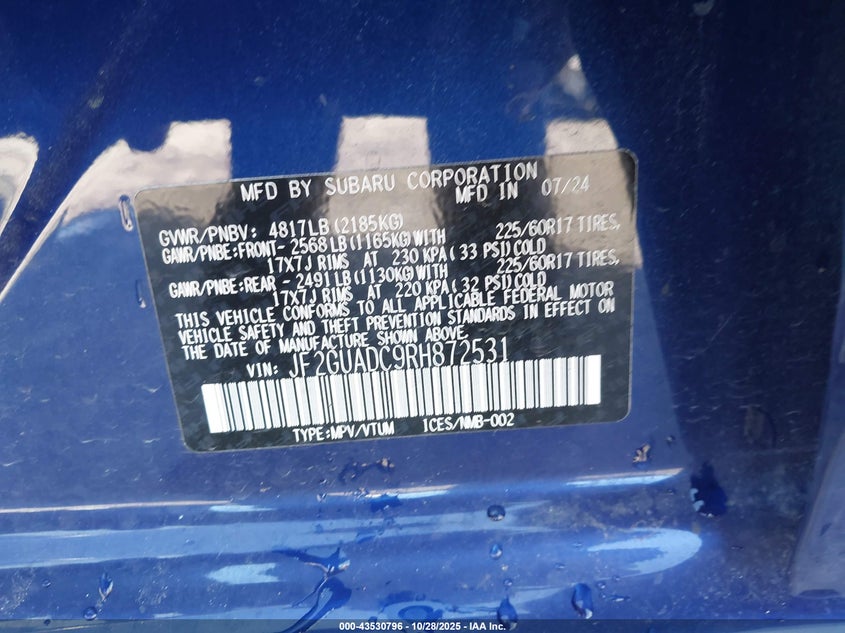 MFD BY SUBARU CORPORATION
MFD IN 07/24
GVWR/PNBV: 4817LB(2185KG)
GAWR/PNBE:FRONT- 2568LB(1165KG)WITH 225/60R17 TIRES,
17X7J RIMS AT 230 KPA(33 PSI)COLD
GAWR/PNBE:REAR - 2491LB(1130KG)WITH 225/60R17 TIRES,
17X7J RIMS AT 220 KPA(32 PSI)COLD
THIS VEHICLE CONFORMS TO ALL APPLICABLE FEDERAL MOTOR
VEHICLE SAFETY AND THEFT PREVENTION STANDARDS IN EFFECT ON
THE DATE OF MANUFACTURE SHOWN ABOVE.
VIN: JF2GUADC9RH872531
TYPE:MPV/VTUM ICES/NMB-002
000-43530796 - 10/28/2025 - IAA Inc.